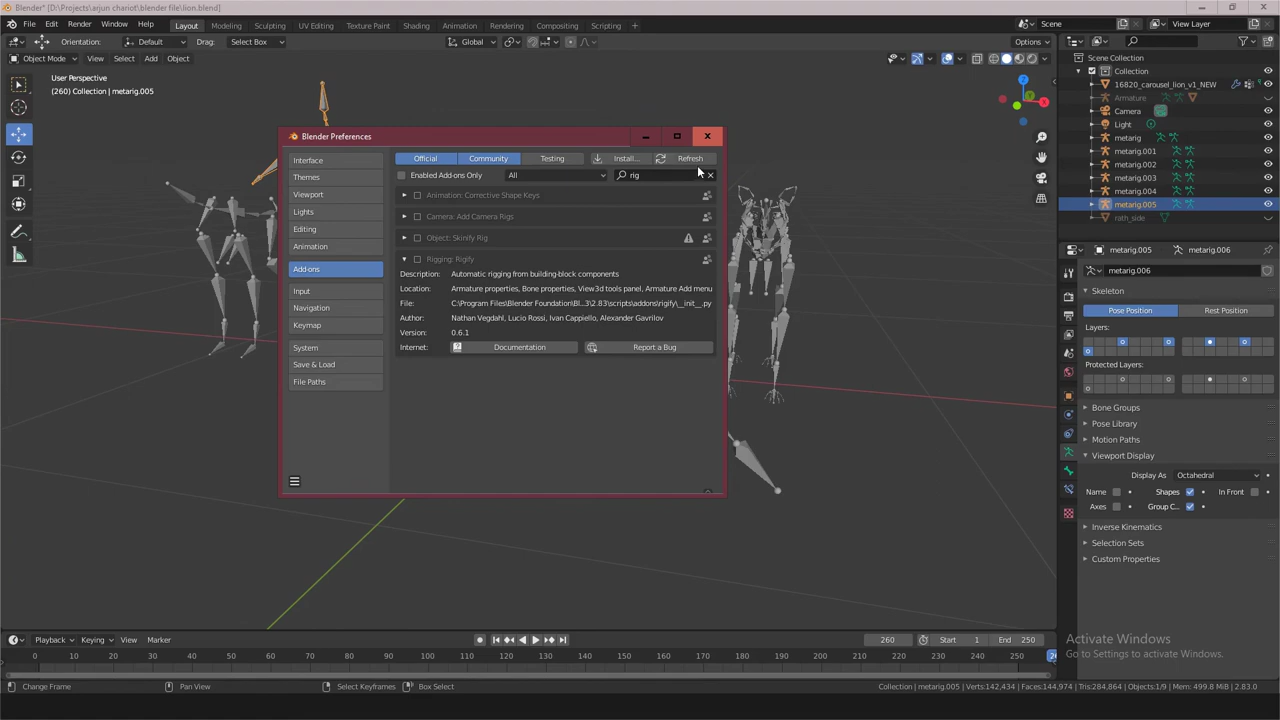 Blender* [D:\Projects\arjun chariot\blender file\lion.blend]
File Edit Render Window Help Layout Modeling Sculpting UV Editing Texture Paint Shading Animation Rendering Compositing Scripting + Scene View Layer
Orientation: Default Drag: Select Box Global Options
Object Mode View Select Add Object
User Perspective
(260) Collection | metarig.005
Blender Preferences
Interface
Themes
Viewport
Lights
Editing
Animation
Add-ons
Input
Navigation
Keymap
System
Save & Load
File Paths
Official Community Testing Install... Refresh
Enabled Add-ons Only All rig
Animation: Corrective Shape Keys
Camera: Add Camera Rigs
Object: Skinify Rig
Rigging: Rigify
Description: Automatic rigging from building-block components
Location: Armature properties, Bone properties, View3d tools panel, Armature Add menu
File: C:\Program Files\Blender Foundation\Bl...3\2.83\scripts\addons\rigify\__init__.py
Author: Nathan Vegdahl, Lucio Rossi, Ivan Cappiello, Alexander Gavrilov
Version: 0.6.1
Internet: Documentation Report a Bug
Scene Collection
Collection
16820_carousel_lion_v1_NEW
Armature
Camera
Light
metarig
metarig.001
metarig.002
metarig.003
metarig.004
metarig.005
rath_side
metarig.005 metarig.006
metarig.006
Skeleton
Pose Position Rest Position
Layers:
Protected Layers:
Bone Groups
Pose Library
Motion Paths
Viewport Display
Display As Octahedral
Name Shapes In Front
Axes Group C...
Inverse Kinematics
Selection Sets
Custom Properties
Activate Windows
Go to Settings to activate Windows.
Playback Keying View Marker 260 Start 1 End 250
0 10 20 30 40 50 60 70 80 90 100 110 120 130 140 150 160 170 180 190 200 210 220 230 240 250
Change Frame Pan View Select Keyframes Box Select Collection | metarig.005 | Verts:142,434 | Faces:144,974 | Tris:284,864 | Objects:1/9 | Mem: 499.8 MiB | 2.83.0